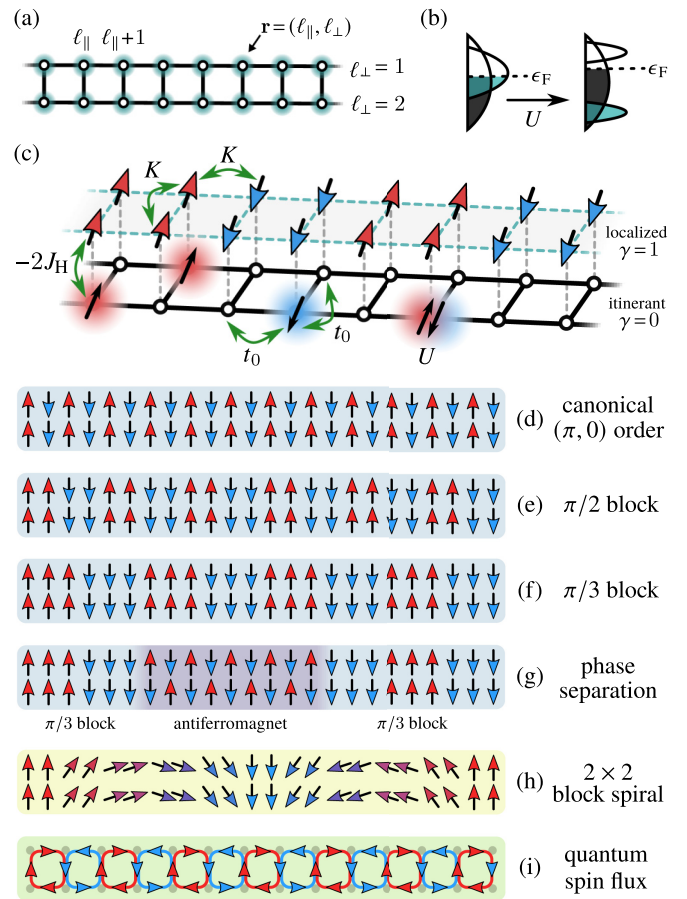 (a)
ℓ∥ ℓ∥+1
r=(ℓ∥, ℓ⊥)
ℓ⊥=1
ℓ⊥=2
(b)
ϵF
ϵF
U
(c)
K
K
localized
γ=1
−2JH
itinerant
γ=0
t0
t0
U
(d) canonical
(π, 0) order
(e) π/2 block
(f) π/3 block
(g) phase
separation
π/3 block antiferromagnet π/3 block
(h) 2 × 2
block spiral
(i) quantum
spin flux